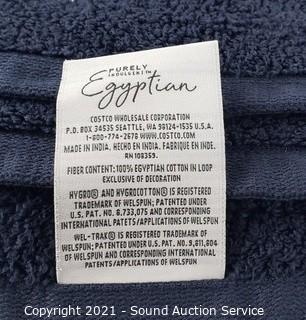 PURELY
INDULGENT™
Egyptian
COSTCO WHOLESALE CORPORATION
P.O. BOX 34535 SEATTLE, WA 98124-1535 U.S.A.
1-800-774-2678 WWW.COSTCO.COM
MADE IN INDIA. HECHO EN INDIA. FABRIQUE EN INDE.
RN 108359.
FIBER CONTENT: 100% EGYPTIAN COTTON IN LOOP
EXCLUSIVE OF DECORATION
HYGRO® AND HYGROCOTTON® IS REGISTERED
TRADEMARK OF WELSPUN; PATENTED UNDER
U.S. PAT. NO. 8,733,075 AND CORRESPONDING
INTERNATIONAL PATENTS/APPLICATIONS OF WELSPUN
WEL-TRAK® IS REGISTERED TRADEMARK OF
WELSPUN; PATENTED UNDER U.S. PAT. NO. 9,811,804
OF WELSPUN AND CORRESPONDING INTERNATIONAL
PATENTS/APPLICATIONS OF WELSPUN
Copyright © 2021 - Sound Auction Service